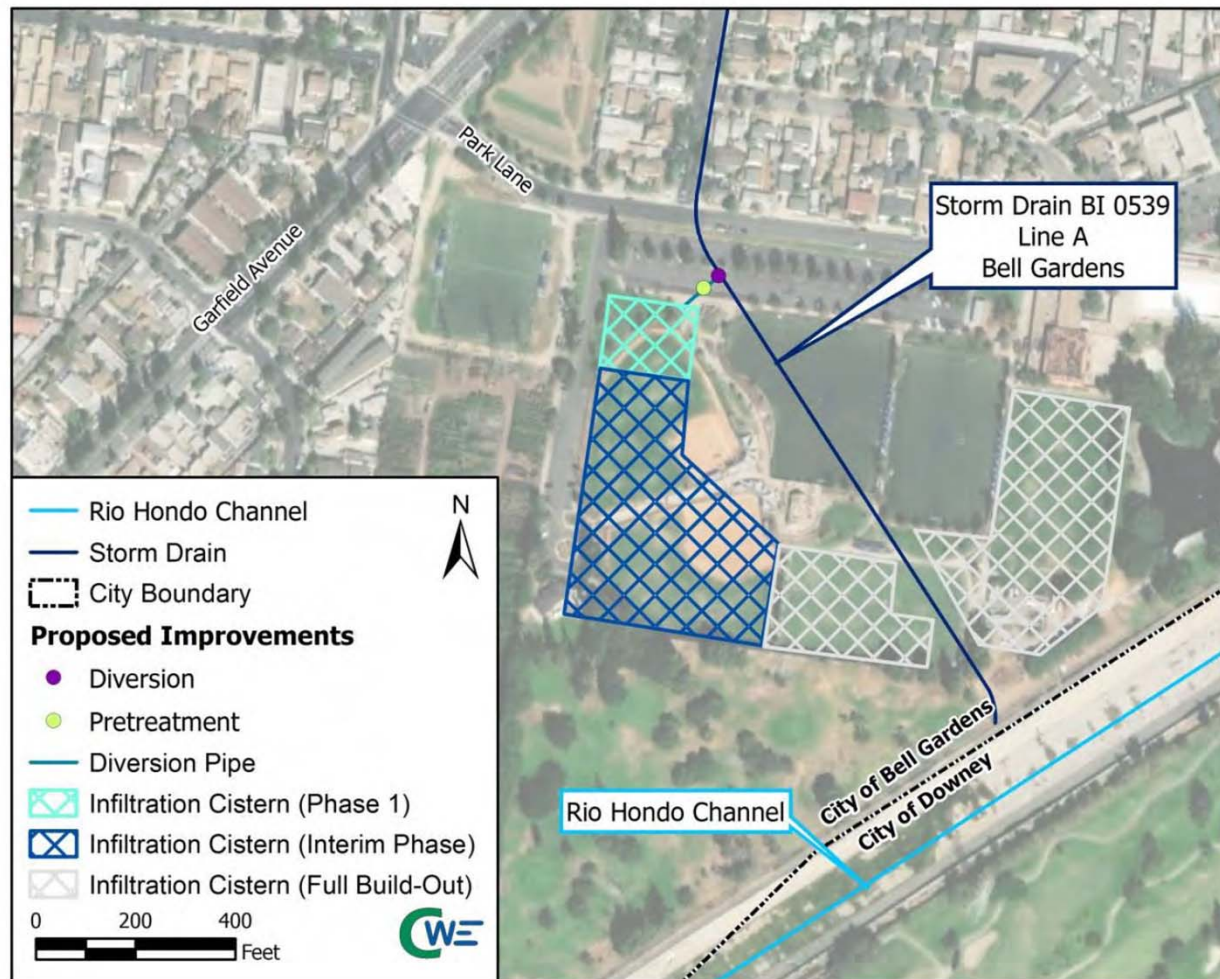 Park Lane
Garfield Avenue
Storm Drain BI 0539
Line A
Bell Gardens
Rio Hondo Channel
Storm Drain
City Boundary
N
Proposed Improvements
Diversion
Pretreatment
Diversion Pipe
Infiltration Cistern (Phase 1)
Infiltration Cistern (Interim Phase)
Infiltration Cistern (Full Build-Out)
0 200 400
Feet
CWE
City of Bell Gardens
City of Downey
Rio Hondo Channel